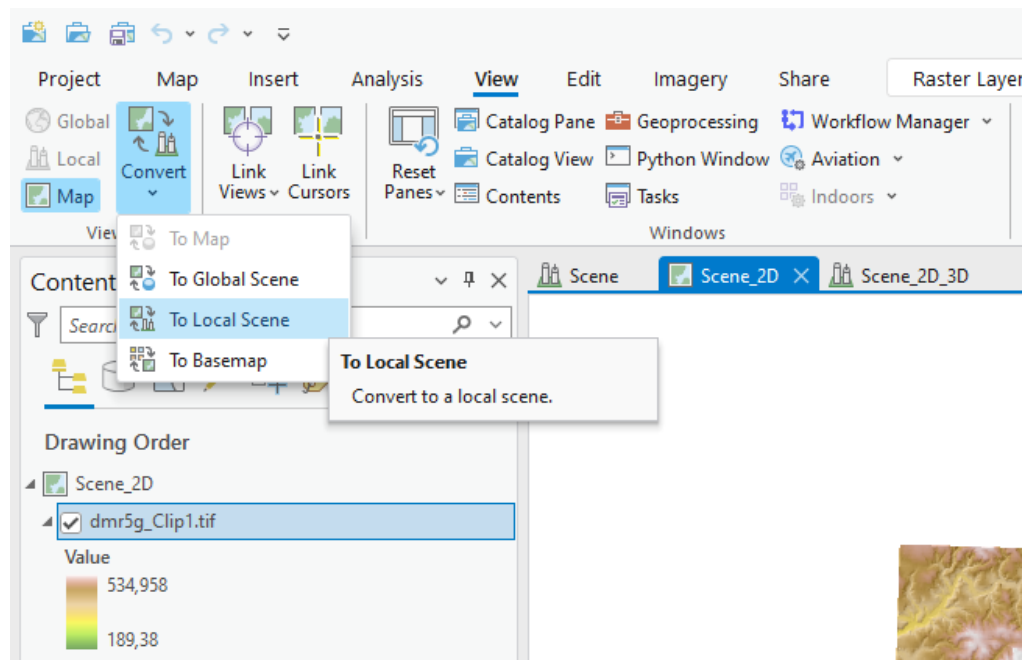 Project Map Insert Analysis View Edit Imagery Share Raster Layer
Global
Local
Map
Convert
Link
Views
Link
Cursors
Reset
Panes
Catalog Pane
Catalog View
Contents
Geoprocessing
Python Window
Tasks
Workflow Manager
Aviation
Indoors
Windows
To Map
To Global Scene
To Local Scene
To Basemap
To Local Scene
Convert to a local scene.
Content
Searc
Scene Scene_2D Scene_2D_3D
Drawing Order
Scene_2D
dmr5g_Clip1.tif
Value
534,958
189,38